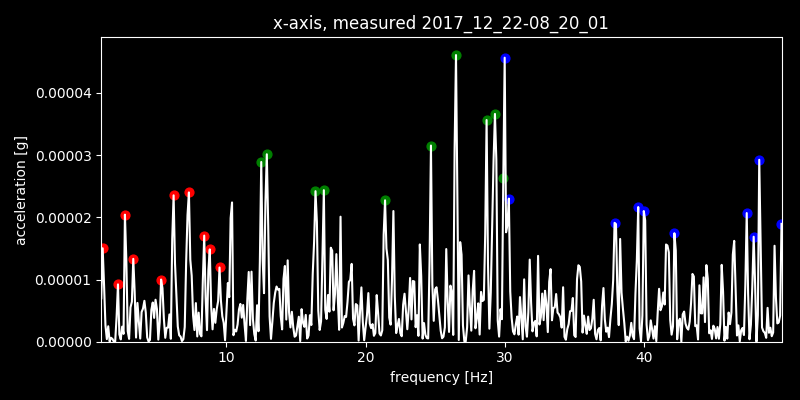 x-axis, measured 2017_12_22-08_20_01
acceleration [g]
0.00004
0.00003
0.00002
0.00001
0.00000
10 20 30 40
frequency [Hz]